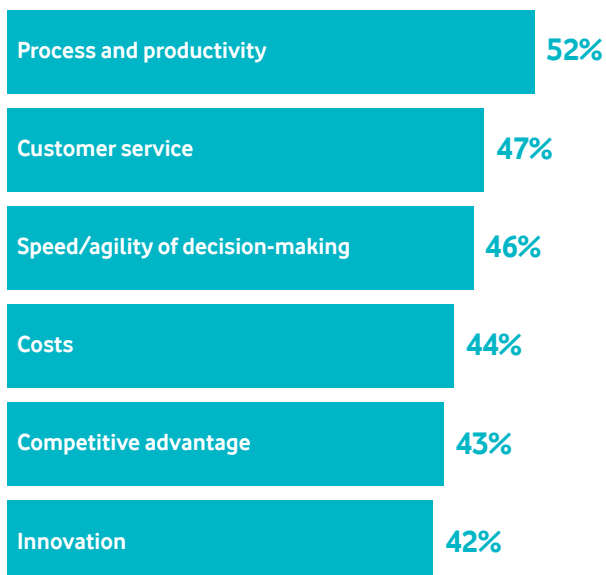 Process and productivity 52%
Customer service 47%
Speed/agility of decision-making 46%
Costs 44%
Competitive advantage 43%
Innovation 42%